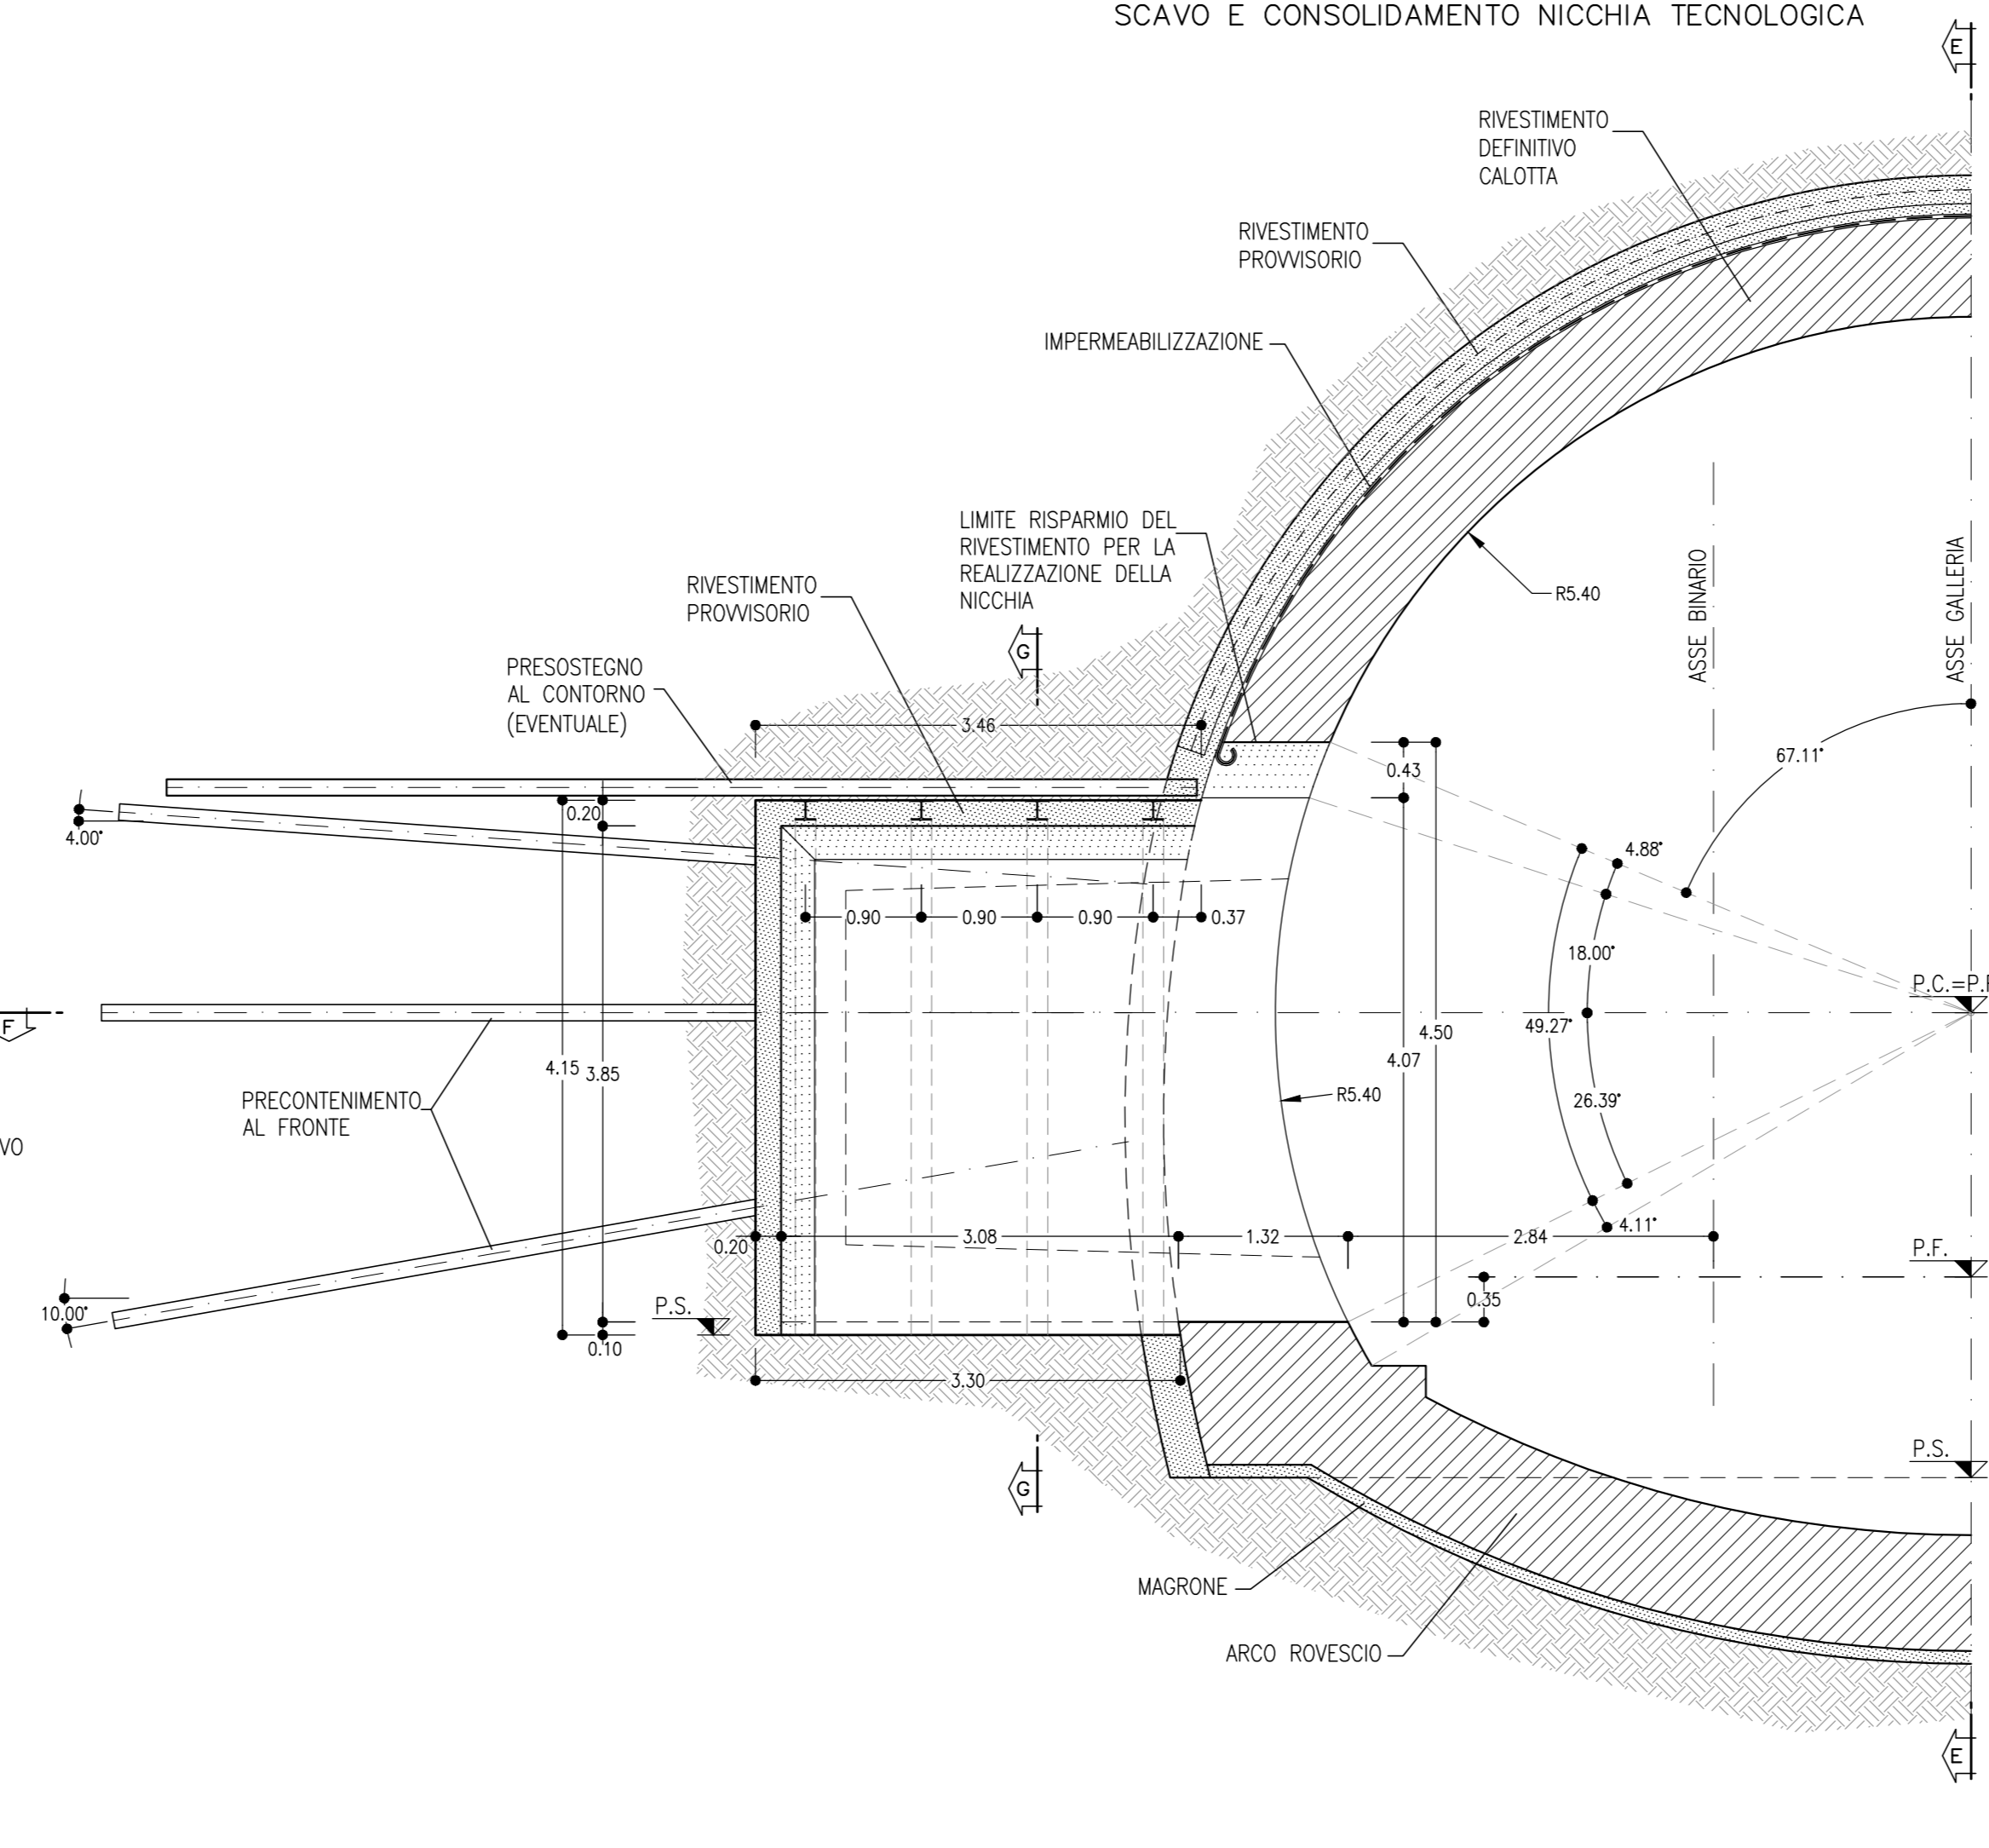 SCAVO E CONSOLIDAMENTO NICCHIA TECNOLOGICA
E
RIVESTIMENTO
DEFINITIVO
CALOTTA
RIVESTIMENTO
PROVVISORIO
IMPERMEABILIZZAZIONE
LIMITE RISPARMIO DEL
RIVESTIMENTO PER LA
REALIZZAZIONE DELLA
NICCHIA
RIVESTIMENTO
PROVVISORIO
PRESOSTEGNO
AL CONTORNO
(EVENTUALE)
G
R5.40
ASSE BINARIO
ASSE GALLERIA
3.46
0.43
67.11°
0.20
4.00°
4.88°
0.90
0.90
0.90
0.37
18.00°
P.C.=P.R
F
49.27°
4.50
4.07
4.15
3.85
R5.40
26.39°
PRECONTENIMENTO
AL FRONTE
VO
4.11°
0.20
3.08
1.32
2.84
P.F.
0.35
10.00°
P.S.
0.10
3.30
P.S.
G
MAGRONE
ARCO ROVESCIO
E